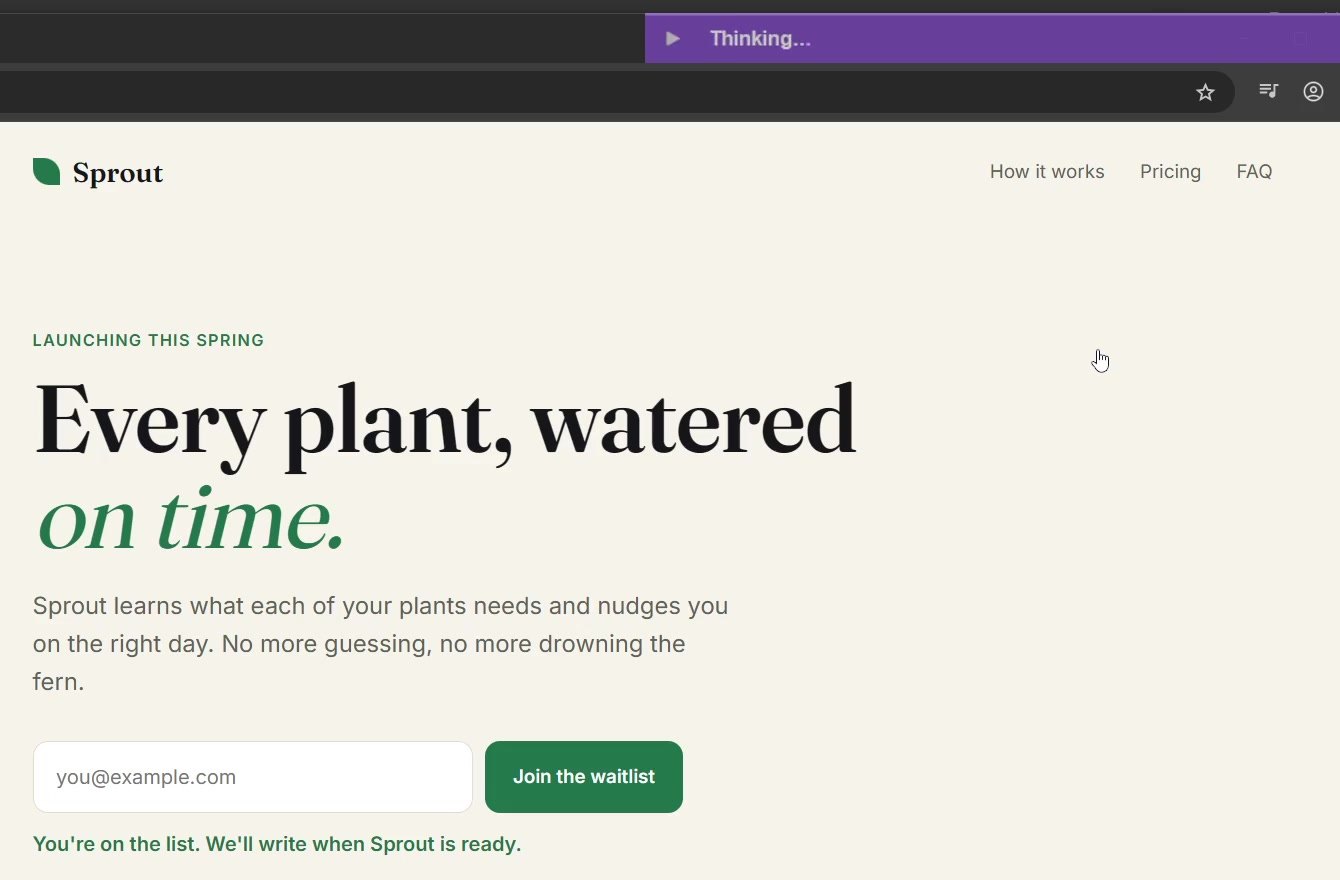 Thinking...
Sprout
How it works
Pricing
FAQ
LAUNCHING THIS SPRING
Every plant, watered
on time.
Sprout learns what each of your plants needs and nudges you
on the right day. No more guessing, no more drowning the
fern.
you@example.com
Join the waitlist
You're on the list. We'll write when Sprout is ready.